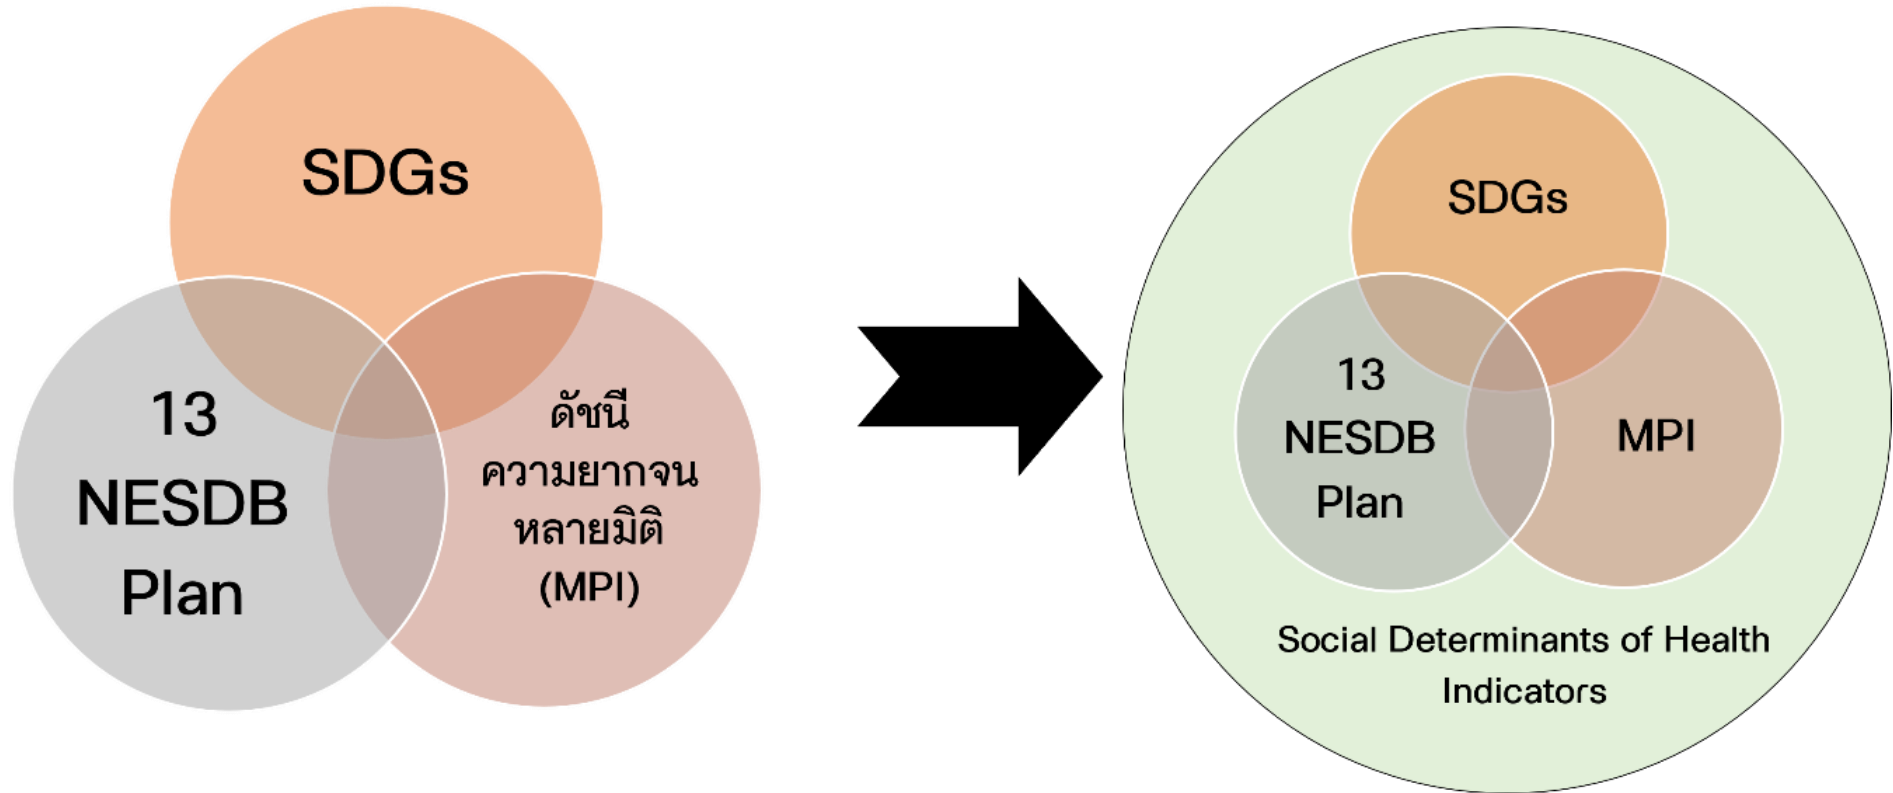 SDGs
13
NESDB
Plan
ดัชนี
ความยากจน
หลายมิติ
(MPI)
SDGs
13
NESDB
Plan
MPI
Social Determinants of Health
Indicators